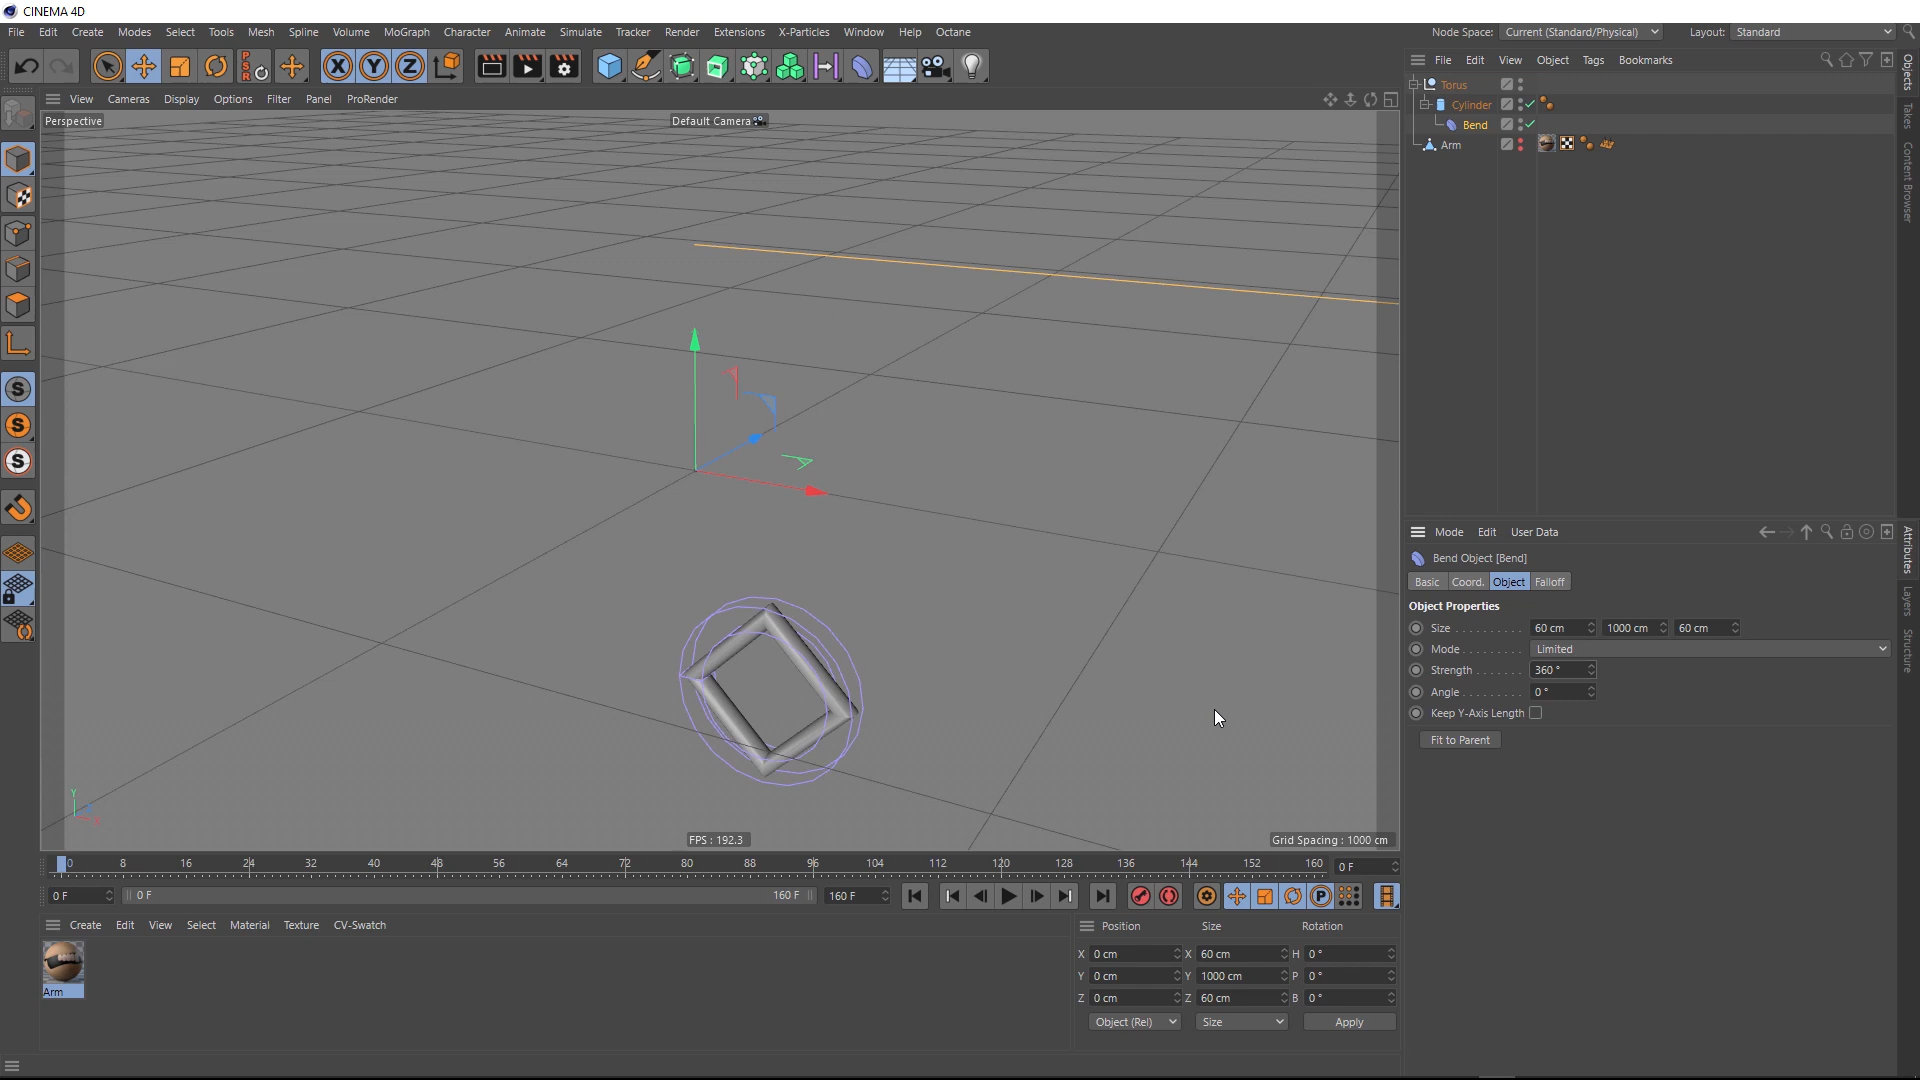 CINEMA 4D
File Edit Create Modes Select Tools Mesh Spline Volume MoGraph Character Animate Simulate Tracker Render Extensions X-Particles Window Help Octane Node Space: Current (Standard/Physical) Layout: Standard
PSR X Y Z
File Edit View Object Tags Bookmarks
View Cameras Display Options Filter Panel ProRender
Perspective
Default Camera
Torus
Cylinder
Bend
Arm
Objects
Takes
Content Browser
S
S
S
Mode Edit User Data
Bend Object [Bend]
Basic Coord. Object Falloff
Object Properties
Size 60 cm 1000 cm 60 cm
Mode Limited
Strength 360 °
Angle 0 °
Keep Y-Axis Length
Fit to Parent
Attributes
Layers
Structure
Y
FPS : 192.3
Grid Spacing : 1000 cm
0 8 16 24 32 40 48 56 64 72 80 88 96 104 112 120 128 136 144 152 160 0 F
0 F 0 F 160 F 160 F P
Create Edit View Select Material Texture CV-Swatch
Arm
Position Size Rotation
X 0 cm X 60 cm H 0 °
Y 0 cm Y 1000 cm P 0 °
Z 0 cm Z 60 cm B 0 °
Object (Rel) Size Apply